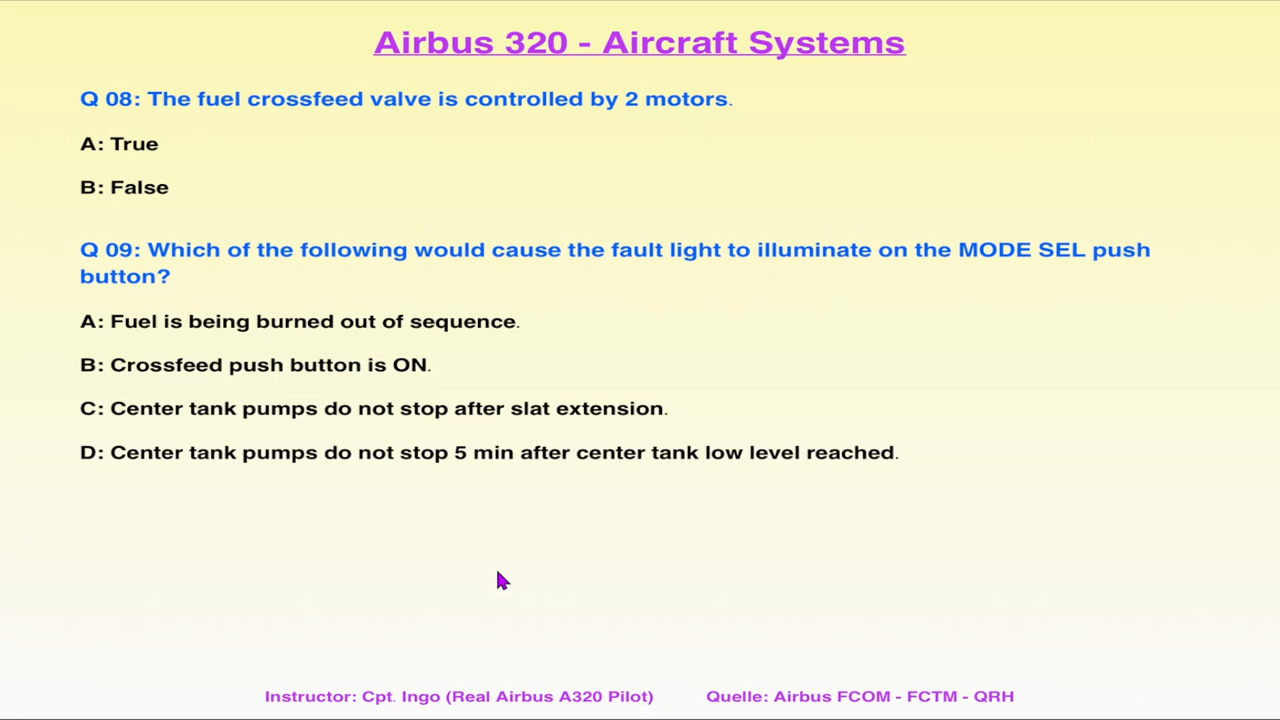 Airbus 320 - Aircraft Systems
Q 08: The fuel crossfeed valve is controlled by 2 motors.
A: True
B: False
Q 09: Which of the following would cause the fault light to illuminate on the MODE SEL push
button?
A: Fuel is being burned out of sequence.
B: Crossfeed push button is ON.
C: Center tank pumps do not stop after slat extension.
D: Center tank pumps do not stop 5 min after center tank low level reached.
Instructor: Cpt. Ingo (Real Airbus A320 Pilot) Quelle: Airbus FCOM - FCTM - QRH